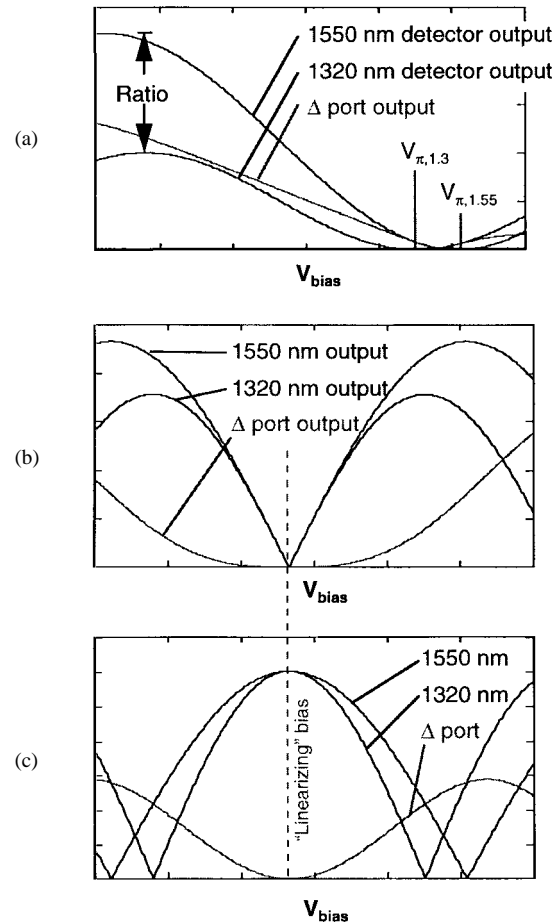 (a)
1550 nm detector output
1320 nm detector output
Δ port output
Ratio
Vπ,1.3
Vπ,1.55
Vbias
(b)
1550 nm output
1320 nm output
Δ port output
Vbias
(c)
1550 nm
1320 nm
Δ port
"Linearizing" bias
Vbias